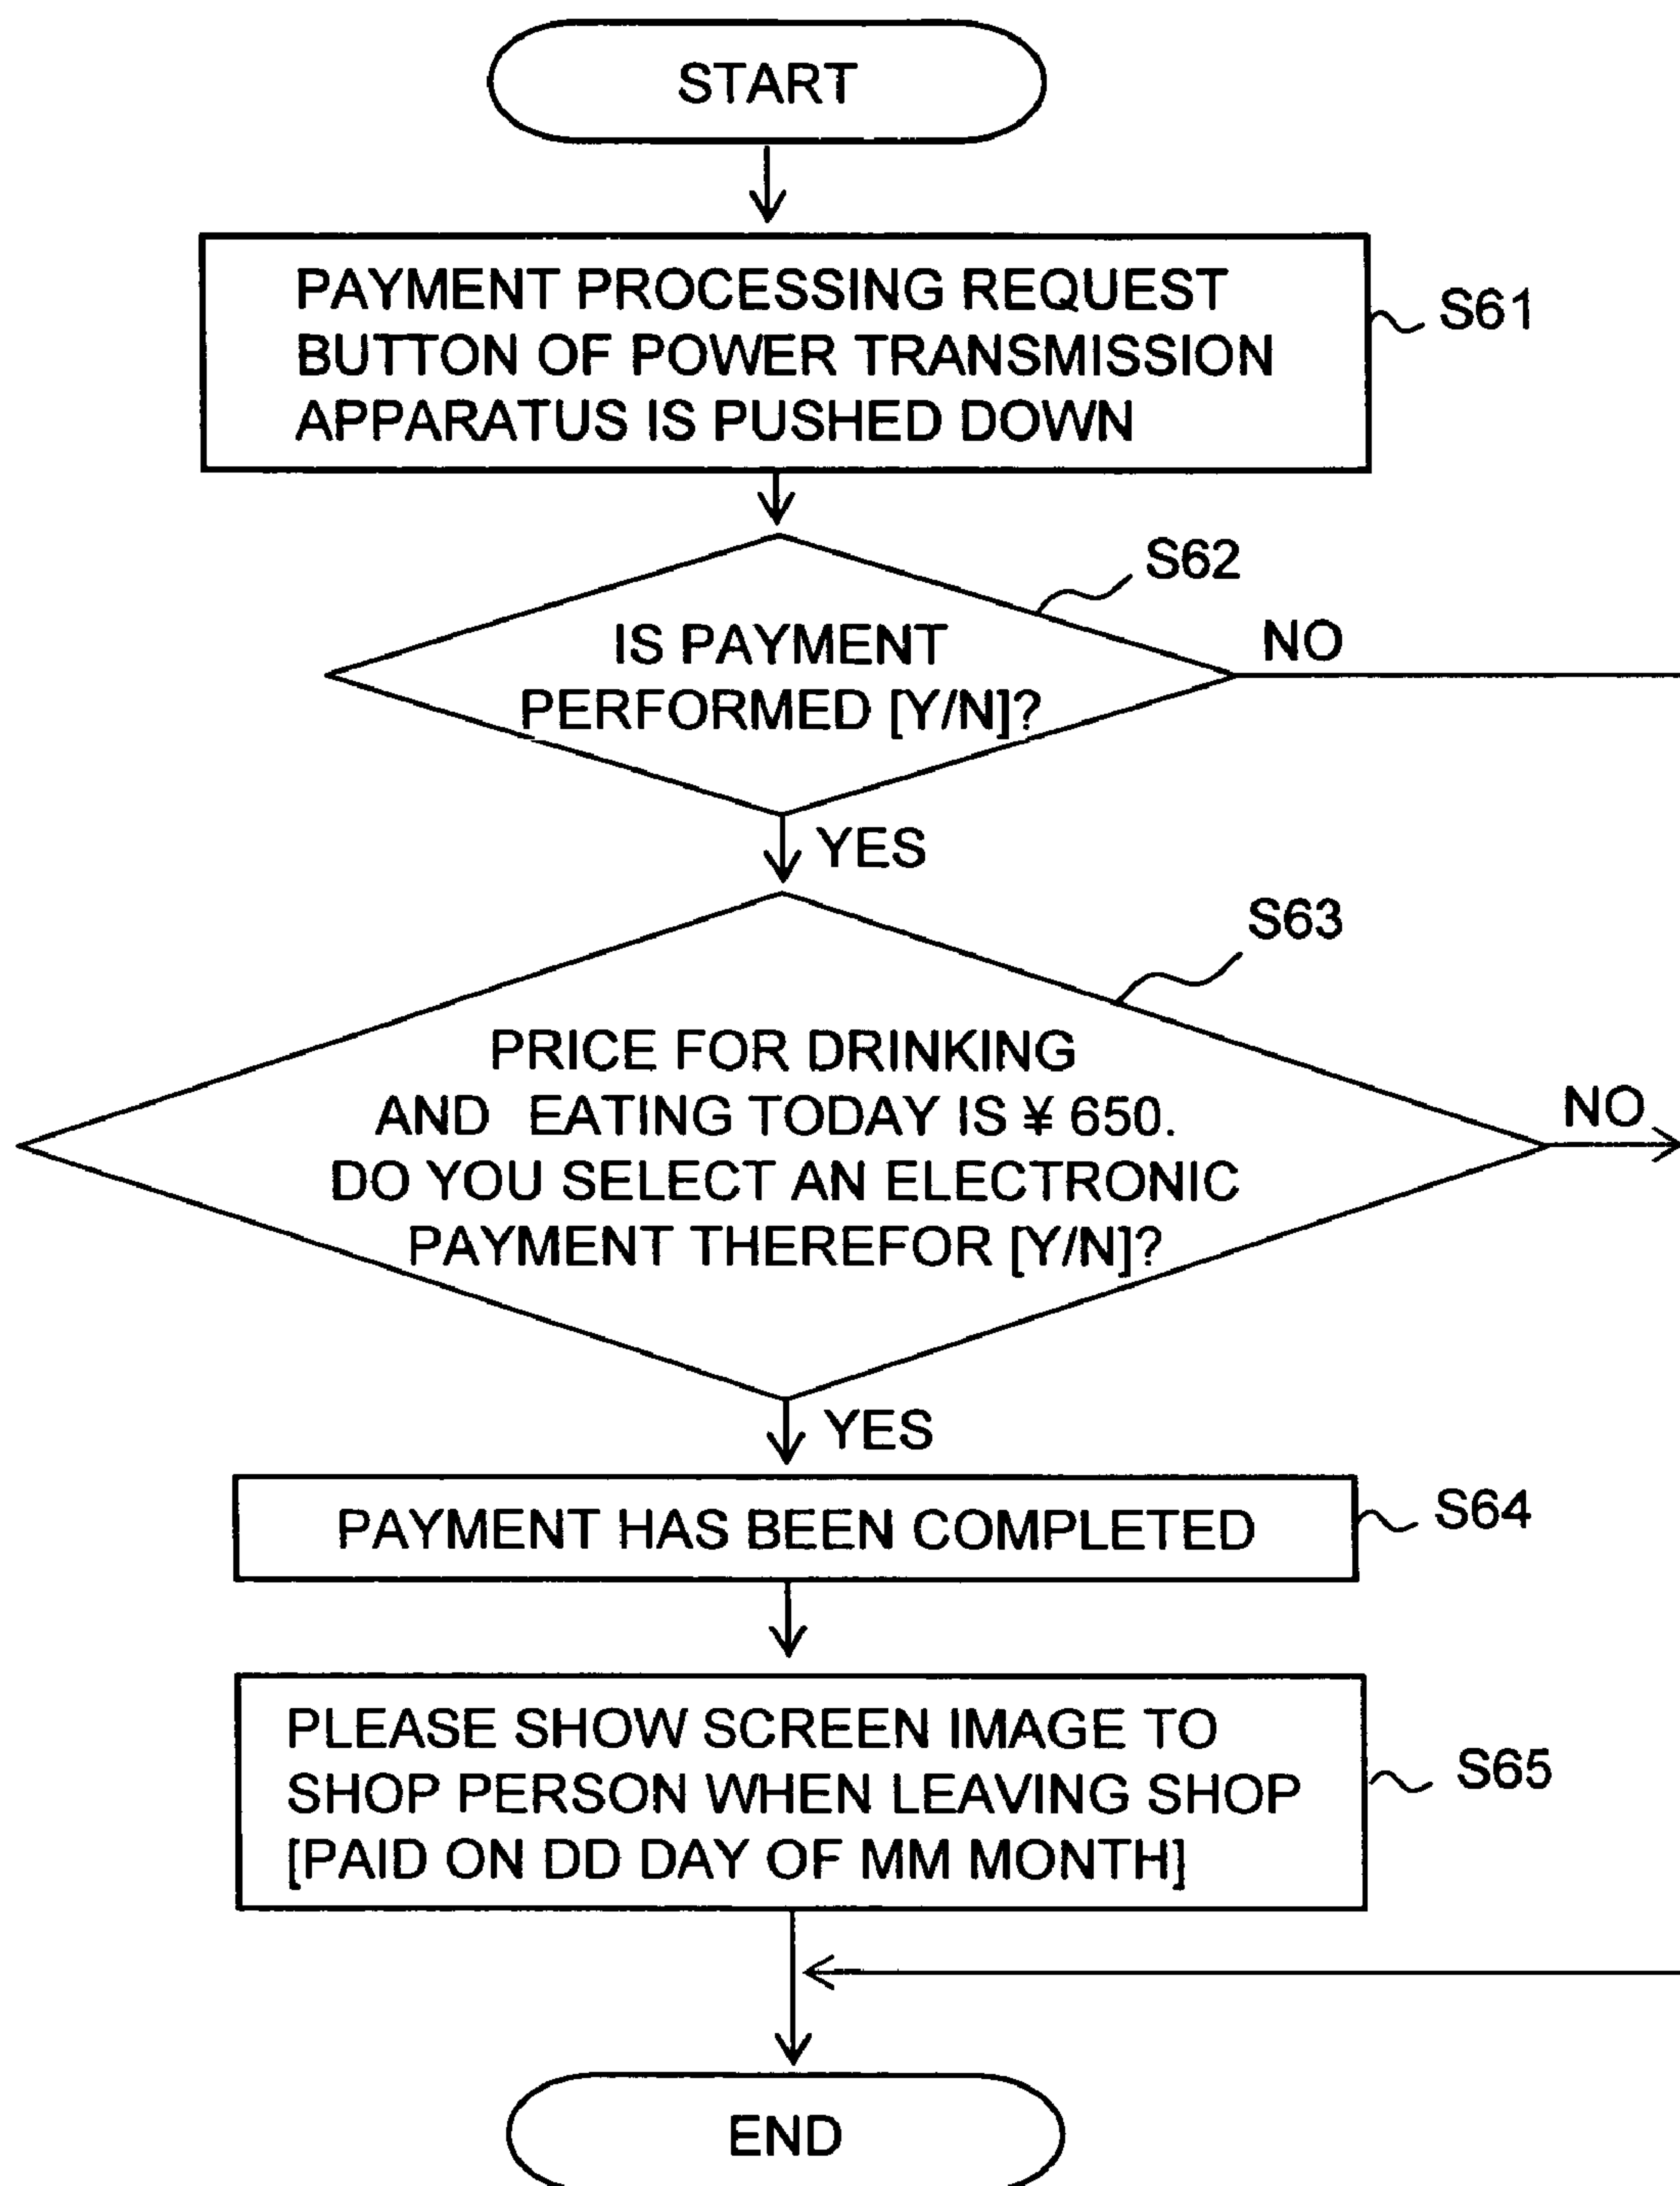 START
PAYMENT PROCESSING REQUEST
BUTTON OF POWER TRANSMISSION
APPARATUS IS PUSHED DOWN
S61
S62
IS PAYMENT
PERFORMED [Y/N]?
NO
YES
S63
PRICE FOR DRINKING
AND EATING TODAY IS ¥ 650.
DO YOU SELECT AN ELECTRONIC
PAYMENT THEREFOR [Y/N]?
NO
YES
PAYMENT HAS BEEN COMPLETED
S64
PLEASE SHOW SCREEN IMAGE TO
SHOP PERSON WHEN LEAVING SHOP
[PAID ON DD DAY OF MM MONTH]
S65
END